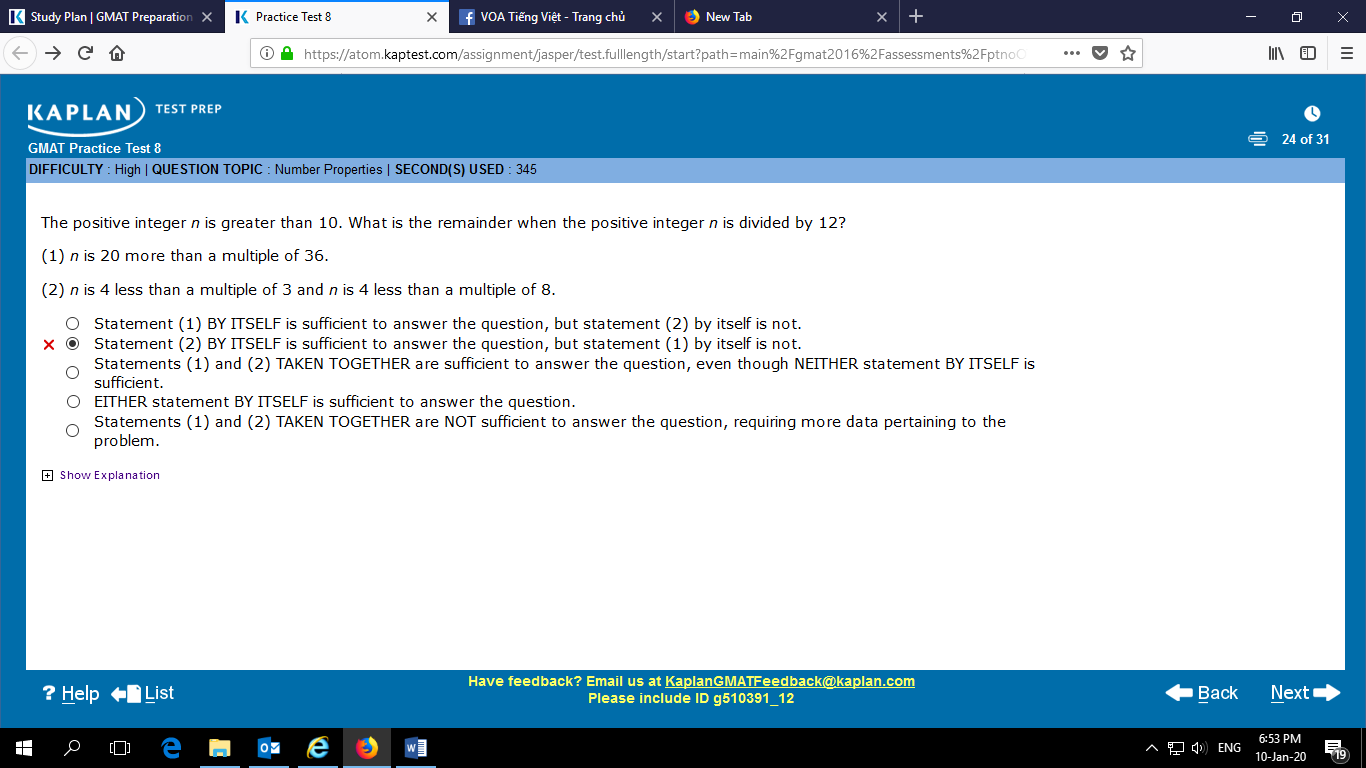 Study Plan | GMAT Preparation
Practice Test 8
VOA Tiếng Việt - Trang chủ
New Tab
https://atom.kaptest.com/assignment/jasper/test.fulllength/start?path=main%2Fgmat2016%2Fassessments%2FptnoC
KAPLAN TEST PREP
24 of 31
GMAT Practice Test 8
DIFFICULTY : High | QUESTION TOPIC : Number Properties | SECOND(S) USED : 345
The positive integer n is greater than 10. What is the remainder when the positive integer n is divided by 12?
(1) n is 20 more than a multiple of 36.
(2) n is 4 less than a multiple of 3 and n is 4 less than a multiple of 8.
Statement (1) BY ITSELF is sufficient to answer the question, but statement (2) by itself is not.
Statement (2) BY ITSELF is sufficient to answer the question, but statement (1) by itself is not.
Statements (1) and (2) TAKEN TOGETHER are sufficient to answer the question, even though NEITHER statement BY ITSELF is
sufficient.
EITHER statement BY ITSELF is sufficient to answer the question.
Statements (1) and (2) TAKEN TOGETHER are NOT sufficient to answer the question, requiring more data pertaining to the
problem.
Show Explanation
Have feedback? Email us at KaplanGMATFeedback@kaplan.com
Please include ID g510391_12
? Help List
Back Next
ENG
6:53 PM
10-Jan-20
19